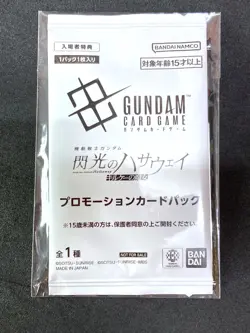 入場者特典
1パック1枚入り
BANDAI NAMCO
対象年齢15才以上
GUNDAM™
CARD GAME
ガンダムカードゲーム
機動戦士ガンダム
閃光のハサウェイ
キルケーの魔女
プロモーションカードパック
※15歳未満の方は、保護者同意の上ご開封ください。
全1種
NOT FOR SALE
©SOTSU・SUNRISE
MADE IN JAPAN
BAN
DAI